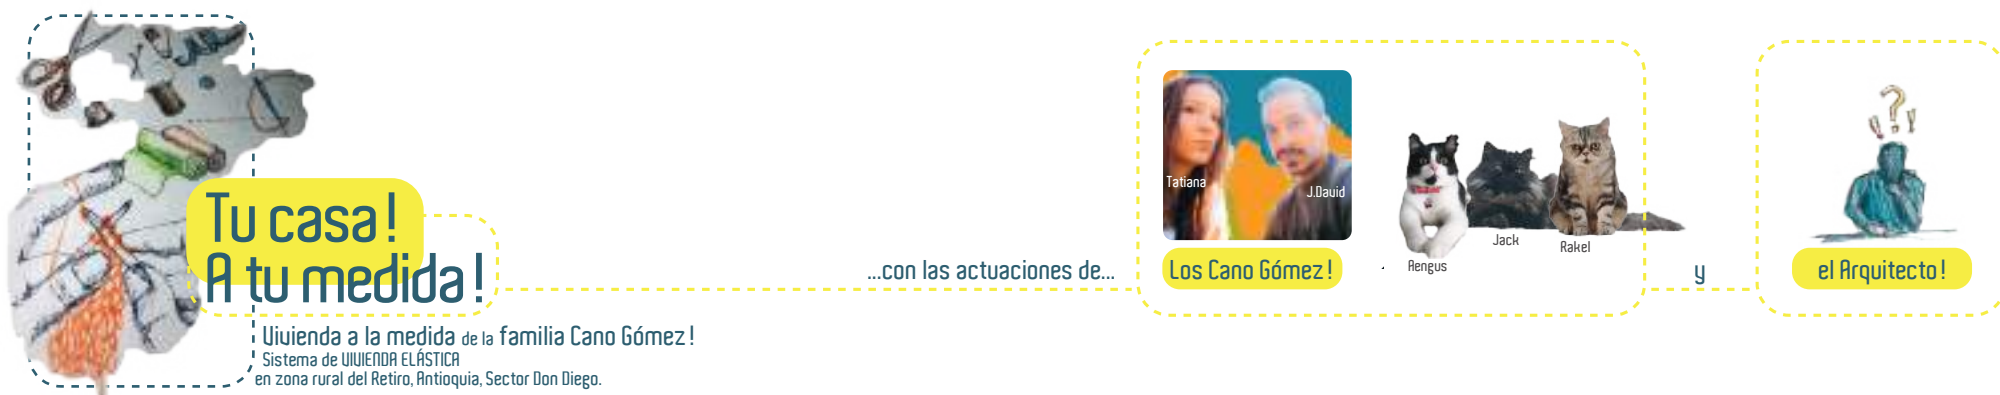 Tu casa!
A tu medida!
Vivienda a la medida de la familia Cano Gómez!
Sistema de VIVIENDA ELÁSTICA
en zona rural del Retiro, Antioquia, Sector Don Diego.
...con las actuaciones de...
Tatiana
J.David
Los Cano Gómez!
Aengus
Jack
Rakel
y
? ! !
el Arquitecto!